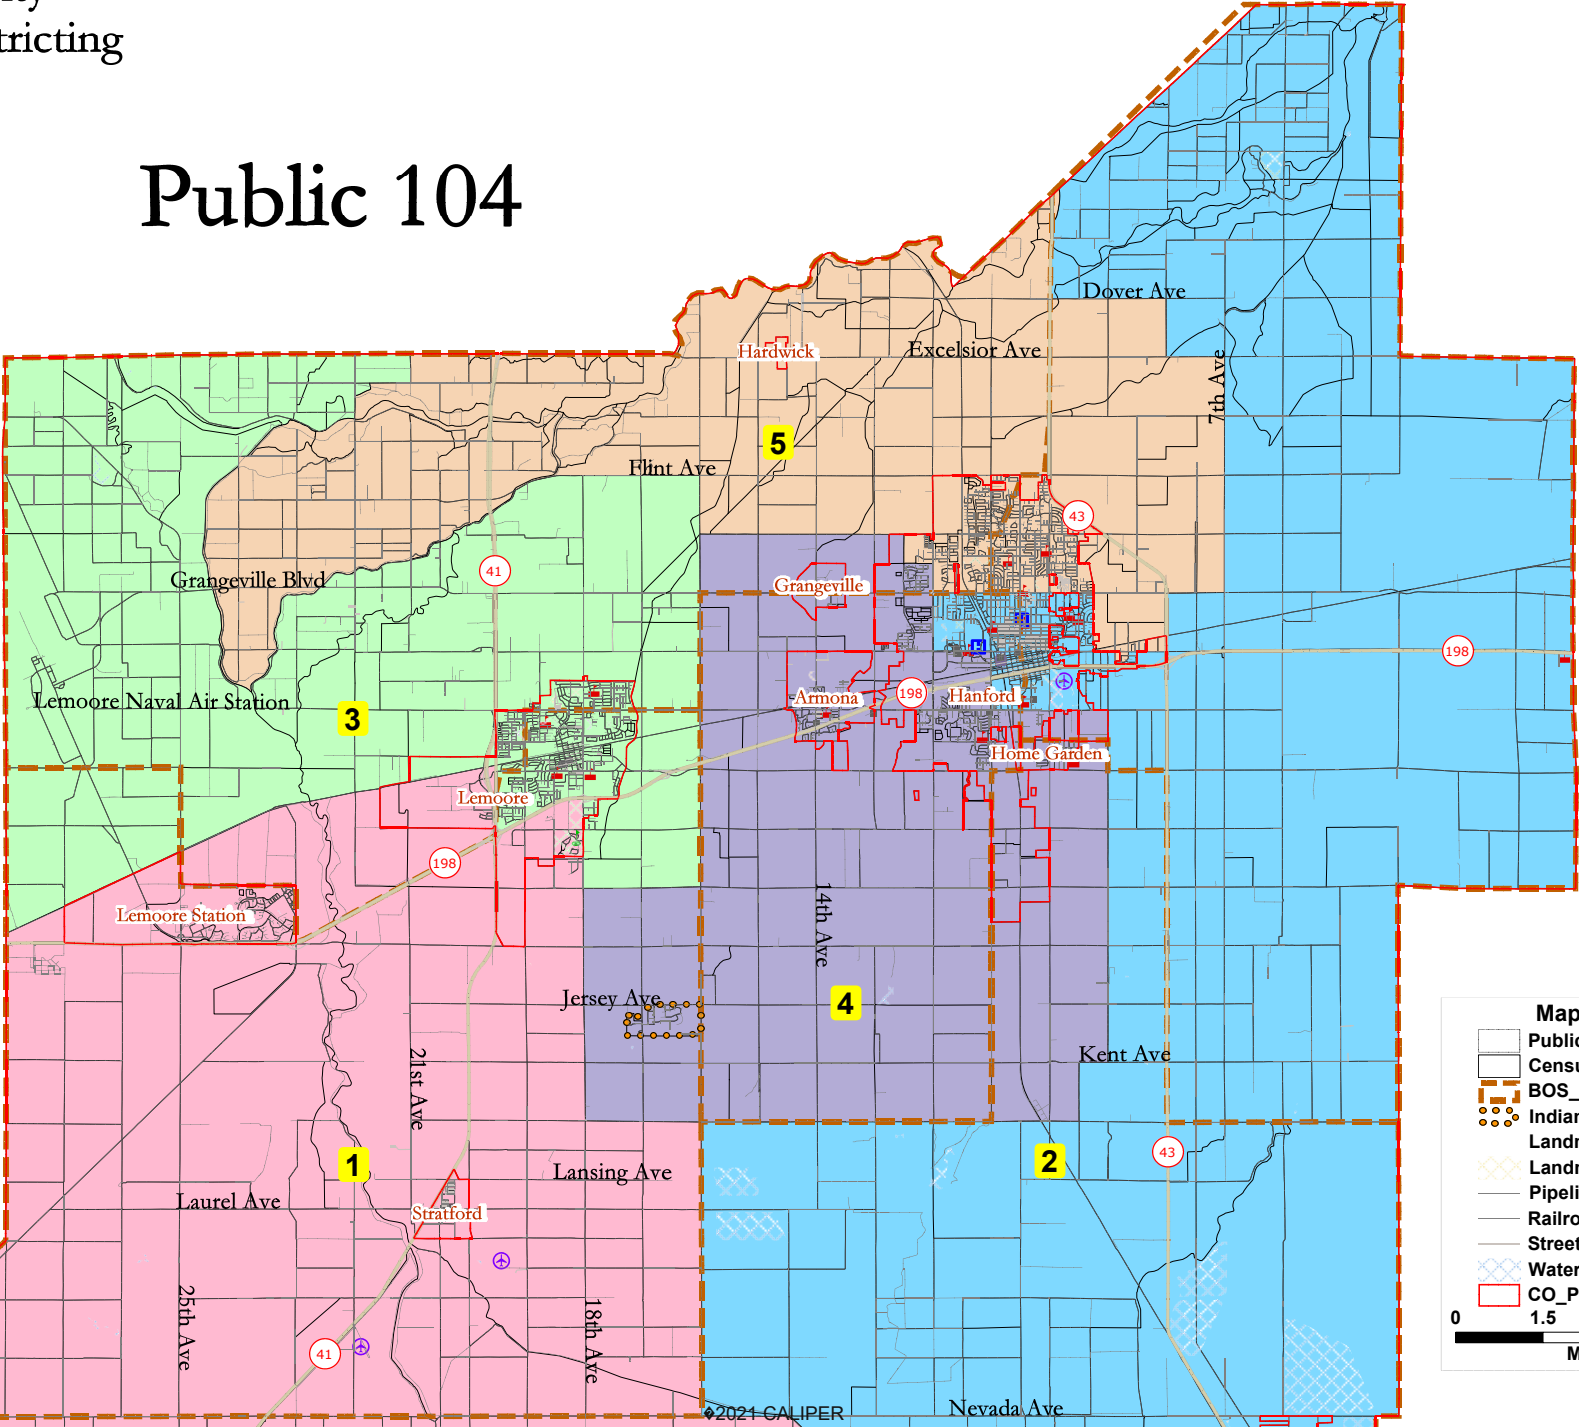 tricting
Public 104
Dover Ave
Hardwick
Excelsior Ave
7th Ave
5
Flint Ave
43
41
Grangeville Blvd
Grangeville
198
Lemoore Naval Air Station
3
Armona
198
Hanford
Home Garden
Lemoore
198
Lemoore Station
14th Ave
Jersey Ave
4
21st Ave
Kent Ave
1
Lansing Ave
2
43
Laurel Ave
Stratford
25th Ave
18th Ave
41
Nevada Ave
�2021 CALIPER
Map
Public
Censu
BOS_
Indian
Landr
Landr
Pipeli
Railro
Street
Water
CO_P
0 1.5
M